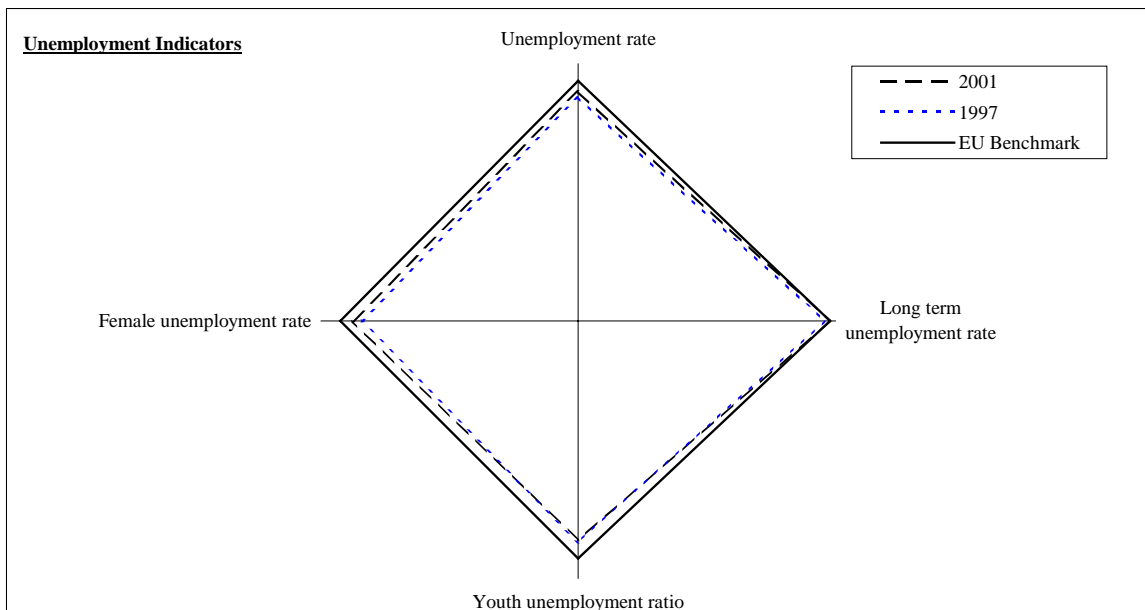 Unemployment Indicators
Unemployment rate
2001
1997
EU Benchmark
Female unemployment rate
Long term
unemployment rate
Youth unemployment ratio